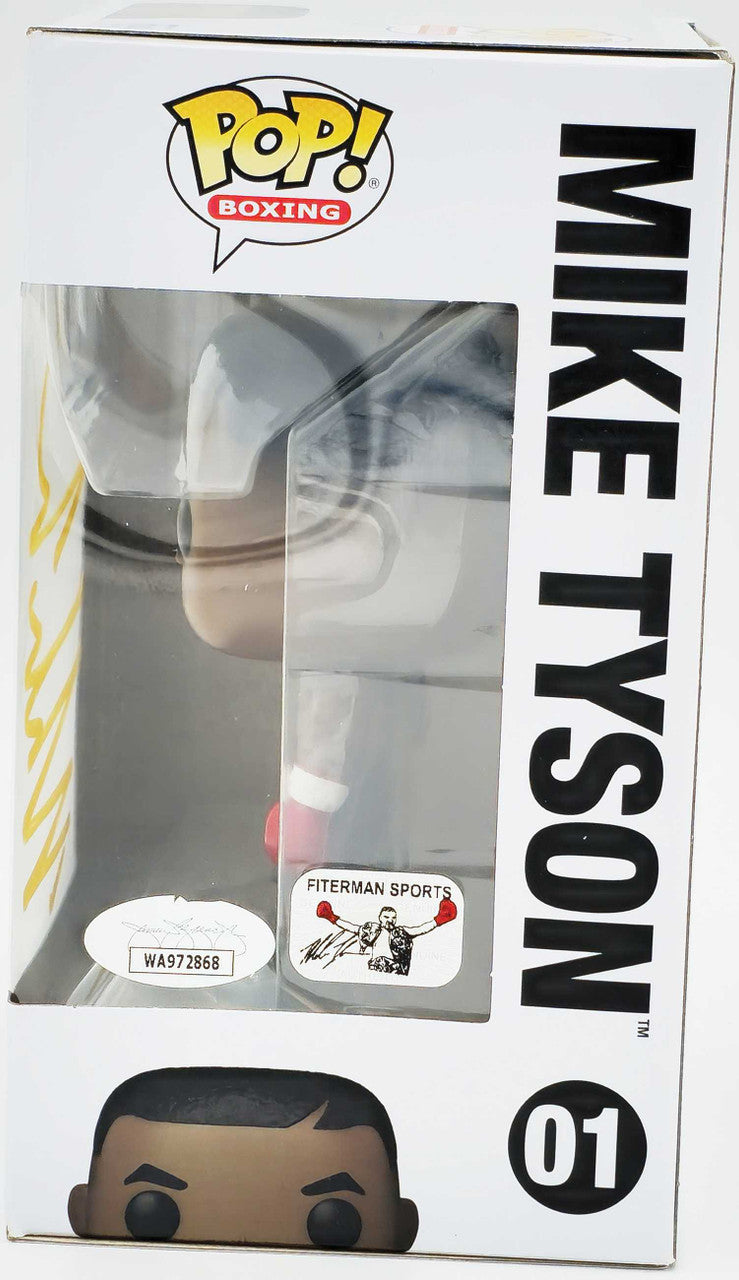 POP!®
BOXING
MIKE TYSON™
FITERMAN SPORTS
WA972868
01